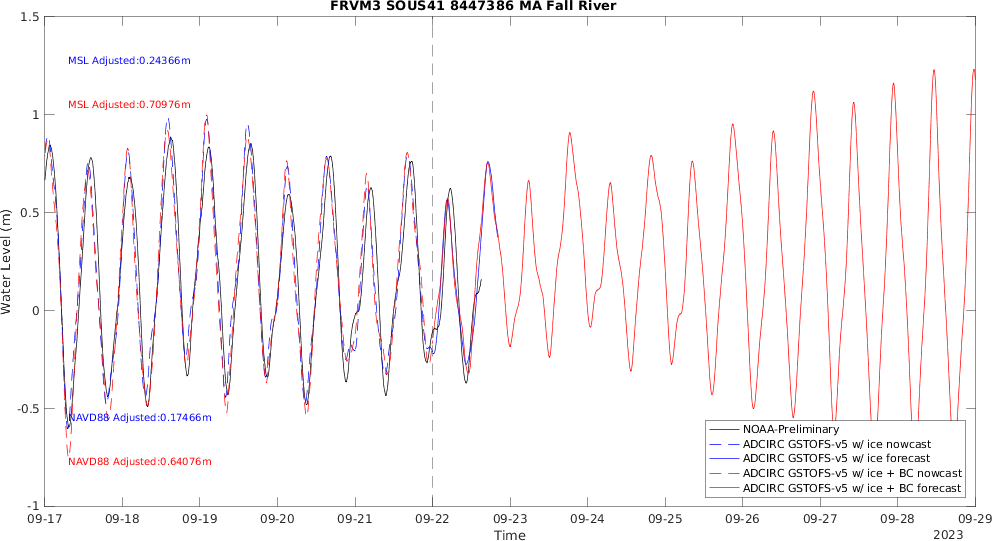 FRVM3 SOUS41 8447386 MA Fall River
1.5
1
0.5
0
-0.5
-1
Water Level (m)
MSL Adjusted:0.24366m
MSL Adjusted:0.70976m
NAVD88 Adjusted:0.17466m
NAVD88 Adjusted:0.64076m
NOAA-Preliminary
ADCIRC GSTOFS-v5 w/ ice nowcast
ADCIRC GSTOFS-v5 w/ ice forecast
ADCIRC GSTOFS-v5 w/ ice + BC nowcast
ADCIRC GSTOFS-v5 w/ ice + BC forecast
09-17 09-18 09-19 09-20 09-21 09-22 09-23 09-24 09-25 09-26 09-27 09-28 09-29
Time
2023